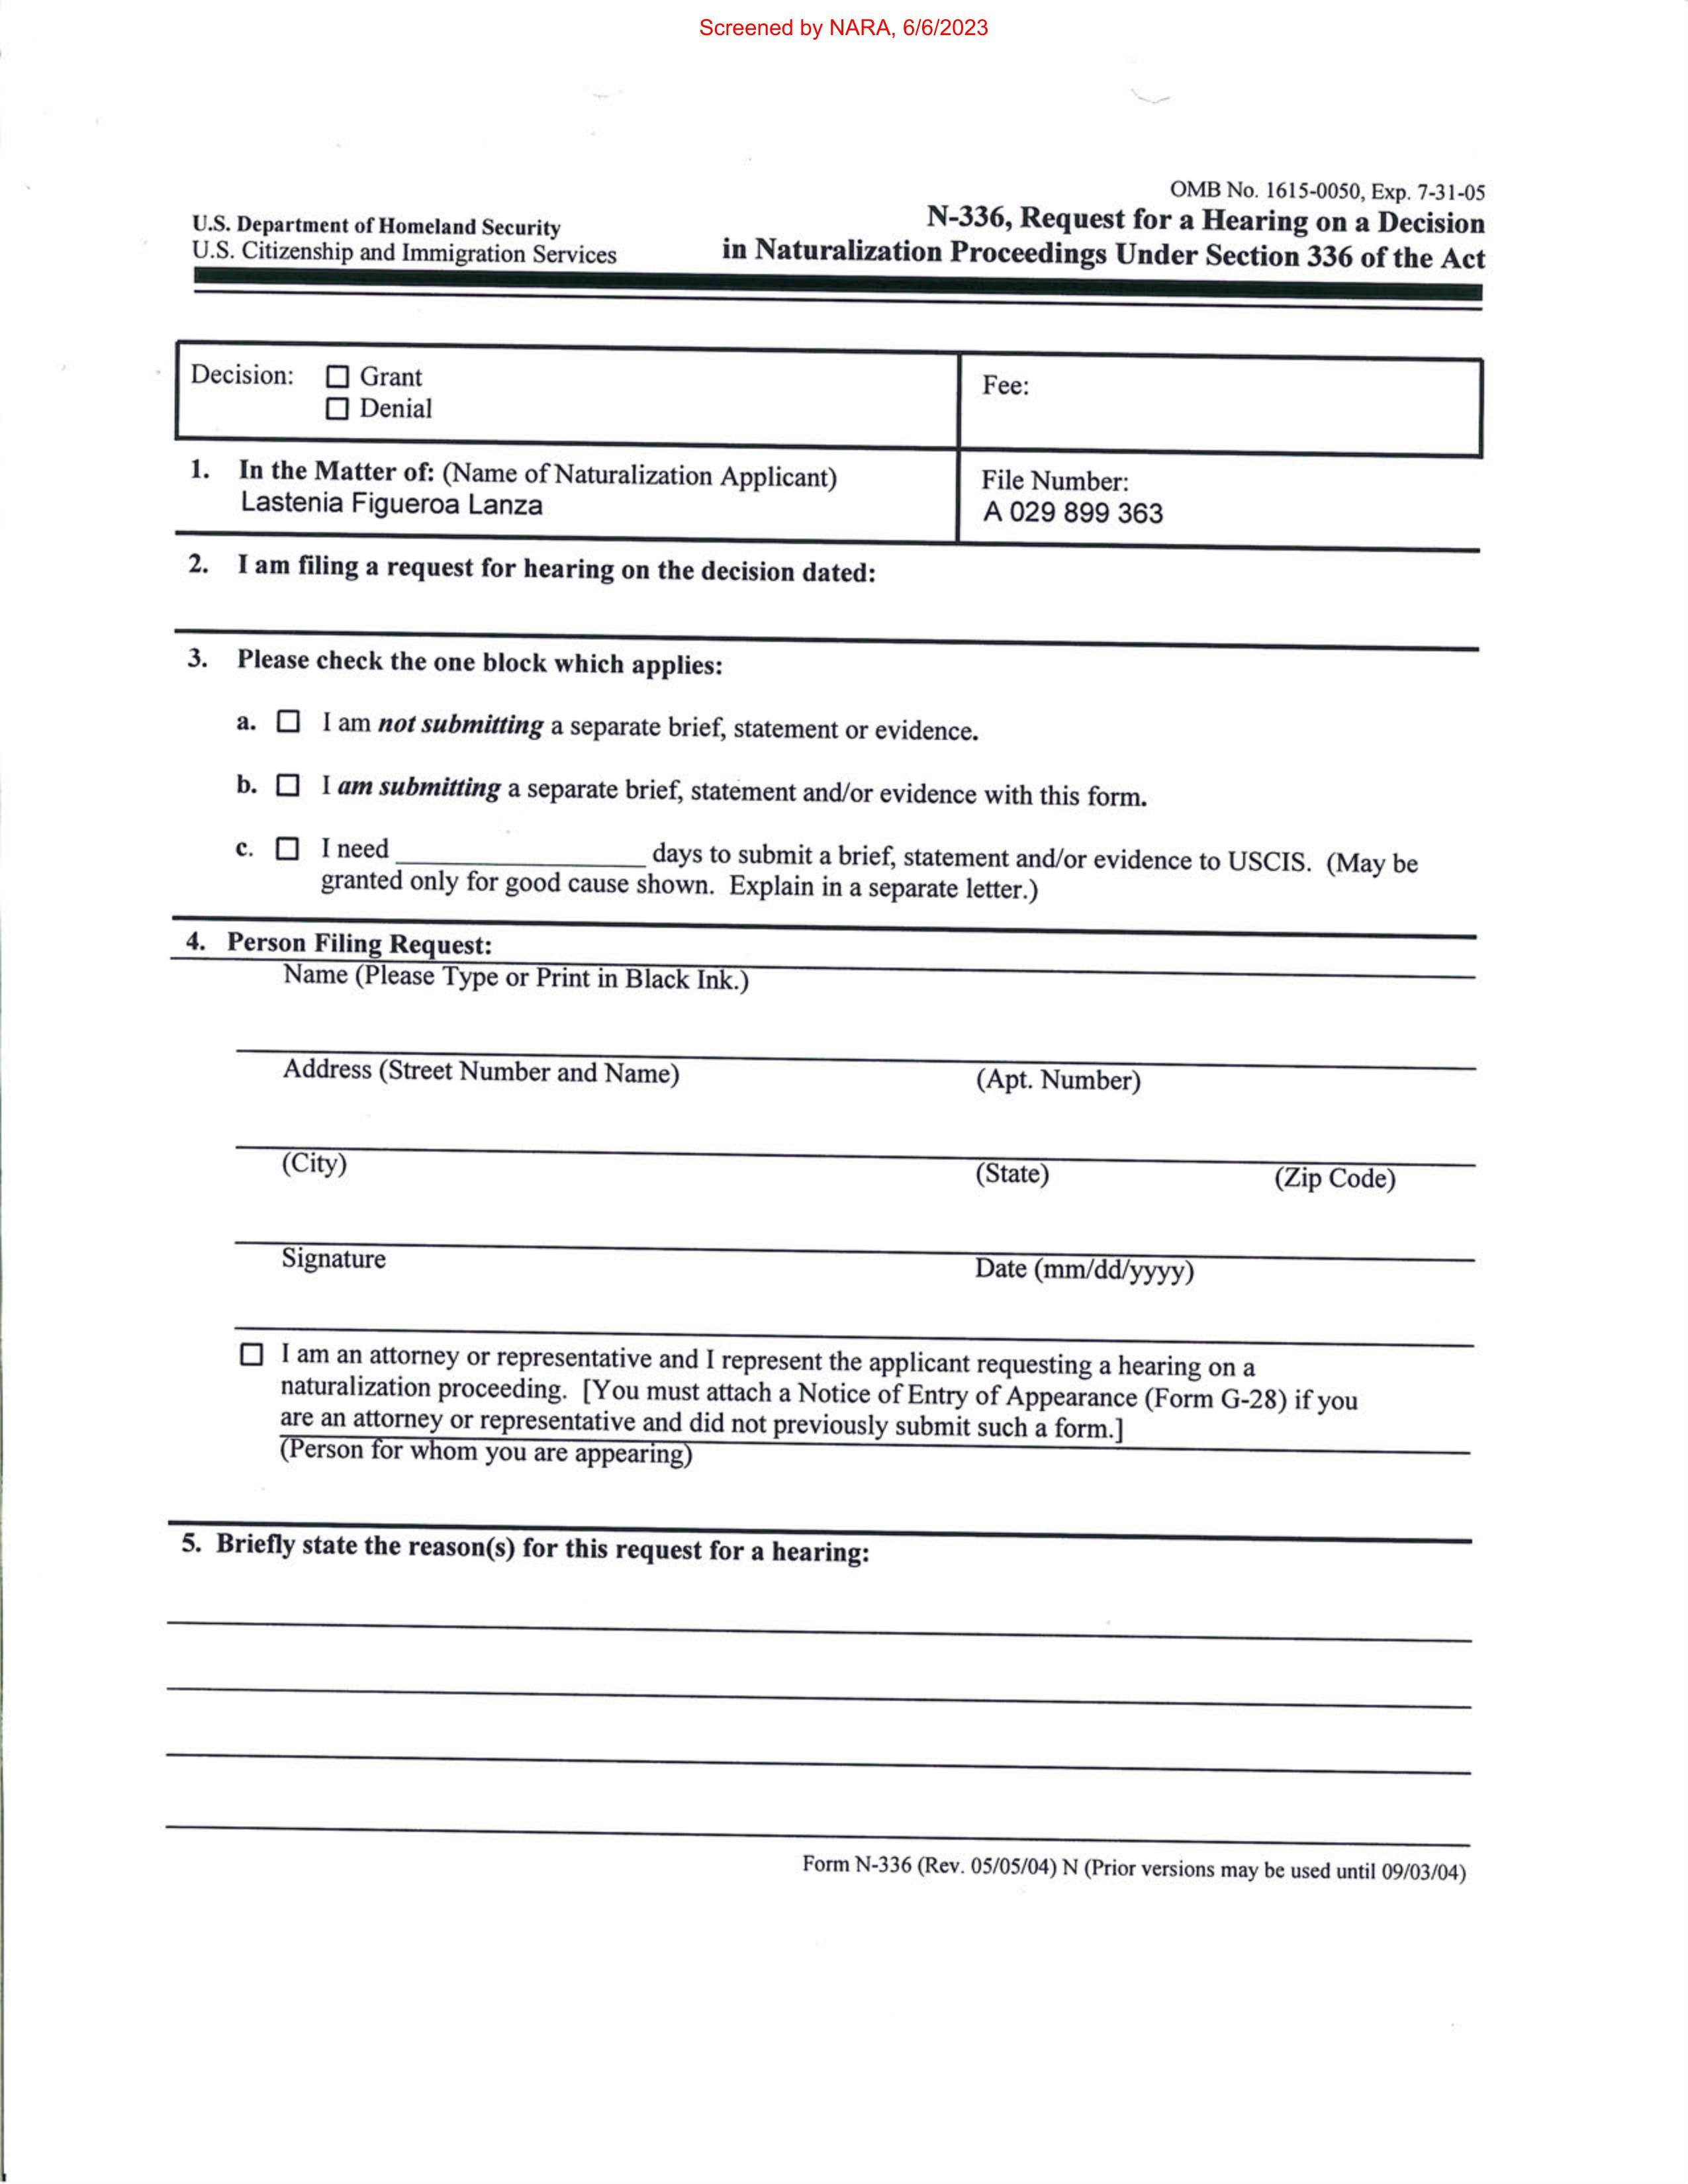 Screened by NARA, 6/6/2023
OMB No. 1615-0050, Exp. 7-31-05
U.S. Department of Homeland Security
U.S. Citizenship and Immigration Services
N-336, Request for a Hearing on a Decision
in Naturalization Proceedings Under Section 336 of the Act
Decision: ☐ Grant
☐ Denial
Fee:
1. In the Matter of: (Name of Naturalization Applicant)
Lastenia Figueroa Lanza
File Number:
A 029 899 363
2. I am filing a request for hearing on the decision dated:
3. Please check the one block which applies:
a. ☐ I am not submitting a separate brief, statement or evidence.
b. ☐ I am submitting a separate brief, statement and/or evidence with this form.
c. ☐ I need ____________ days to submit a brief, statement and/or evidence to USCIS. (May be
granted only for good cause shown. Explain in a separate letter.)
4. Person Filing Request:
Name (Please Type or Print in Black Ink.)
Address (Street Number and Name) (Apt. Number)
(City) (State) (Zip Code)
Signature Date (mm/dd/yyyy)
☐ I am an attorney or representative and I represent the applicant requesting a hearing on a
naturalization proceeding. [You must attach a Notice of Entry of Appearance (Form G-28) if you
are an attorney or representative and did not previously submit such a form.]
(Person for whom you are appearing)
5. Briefly state the reason(s) for this request for a hearing:
Form N-336 (Rev. 05/05/04) N (Prior versions may be used until 09/03/04)